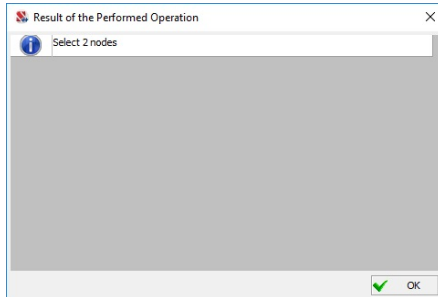 Result of the Performed Operation
Select 2 nodes
OK